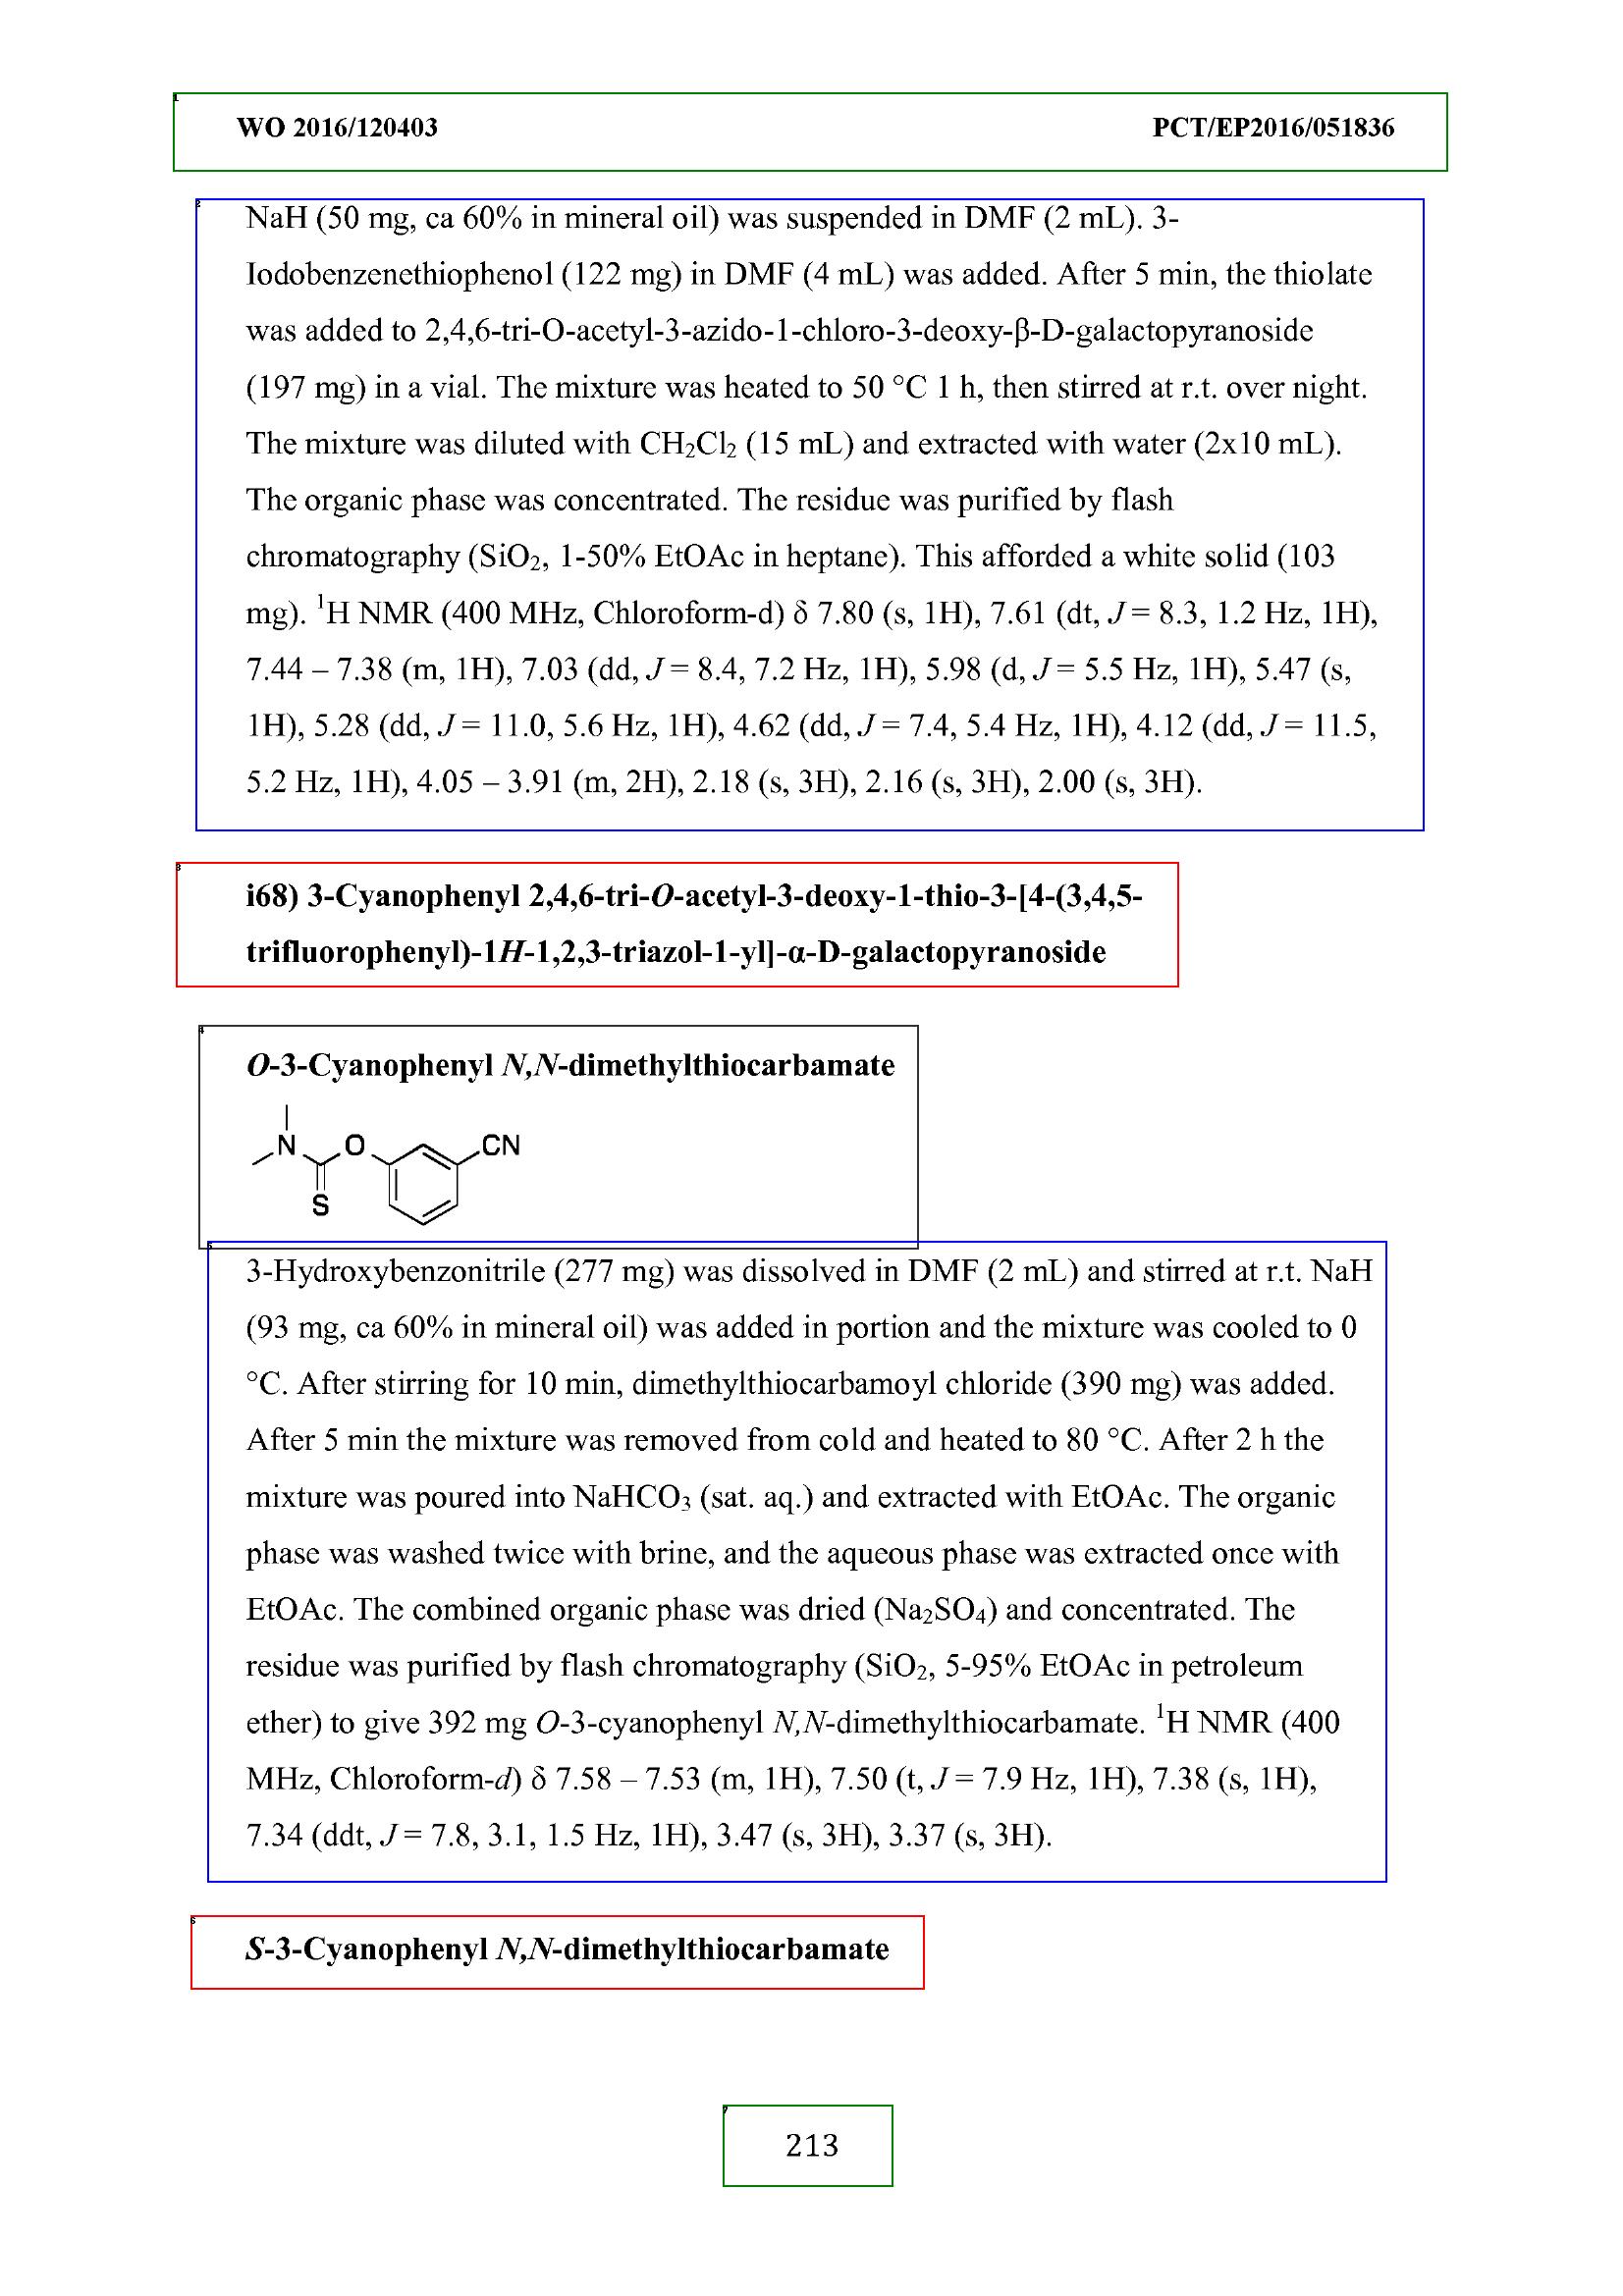 WO 2016/120403 PCT/EP2016/051836
NaH (50 mg, ca 60% in mineral oil) was suspended in DMF (2 mL). 3-
Iodobenzenethiophenol (122 mg) in DMF (4 mL) was added. After 5 min, the thiolate
was added to 2,4,6-tri-O-acetyl-3-azido-1-chloro-3-deoxy-β-D-galactopyranoside
(197 mg) in a vial. The mixture was heated to 50 °C 1 h, then stirred at r.t. over night.
The mixture was diluted with CH₂Cl₂ (15 mL) and extracted with water (2x10 mL).
The organic phase was concentrated. The residue was purified by flash
chromatography (SiO₂, 1-50% EtOAc in heptane). This afforded a white solid (103
mg). ¹H NMR (400 MHz, Chloroform-d) δ 7.80 (s, 1H), 7.61 (dt, J = 8.3, 1.2 Hz, 1H),
7.44 – 7.38 (m, 1H), 7.03 (dd, J = 8.4, 7.2 Hz, 1H), 5.98 (d, J = 5.5 Hz, 1H), 5.47 (s,
1H), 5.28 (dd, J = 11.0, 5.6 Hz, 1H), 4.62 (dd, J = 7.4, 5.4 Hz, 1H), 4.12 (dd, J = 11.5,
5.2 Hz, 1H), 4.05 – 3.91 (m, 2H), 2.18 (s, 3H), 2.16 (s, 3H), 2.00 (s, 3H).
i68) 3-Cyanophenyl 2,4,6-tri-O-acetyl-3-deoxy-1-thio-3-[4-(3,4,5-
trifluorophenyl)-1H-1,2,3-triazol-1-yl]-α-D-galactopyranoside
O-3-Cyanophenyl N,N-dimethylthiocarbamate
N O CN
S
3-Hydroxybenzonitrile (277 mg) was dissolved in DMF (2 mL) and stirred at r.t. NaH
(93 mg, ca 60% in mineral oil) was added in portion and the mixture was cooled to 0
°C. After stirring for 10 min, dimethylthiocarbamoyl chloride (390 mg) was added.
After 5 min the mixture was removed from cold and heated to 80 °C. After 2 h the
mixture was poured into NaHCO₃ (sat. aq.) and extracted with EtOAc. The organic
phase was washed twice with brine, and the aqueous phase was extracted once with
EtOAc. The combined organic phase was dried (Na₂SO₄) and concentrated. The
residue was purified by flash chromatography (SiO₂, 5-95% EtOAc in petroleum
ether) to give 392 mg O-3-cyanophenyl N,N-dimethylthiocarbamate. ¹H NMR (400
MHz, Chloroform-d) δ 7.58 – 7.53 (m, 1H), 7.50 (t, J = 7.9 Hz, 1H), 7.38 (s, 1H),
7.34 (ddt, J = 7.8, 3.1, 1.5 Hz, 1H), 3.47 (s, 3H), 3.37 (s, 3H).
S-3-Cyanophenyl N,N-dimethylthiocarbamate
213